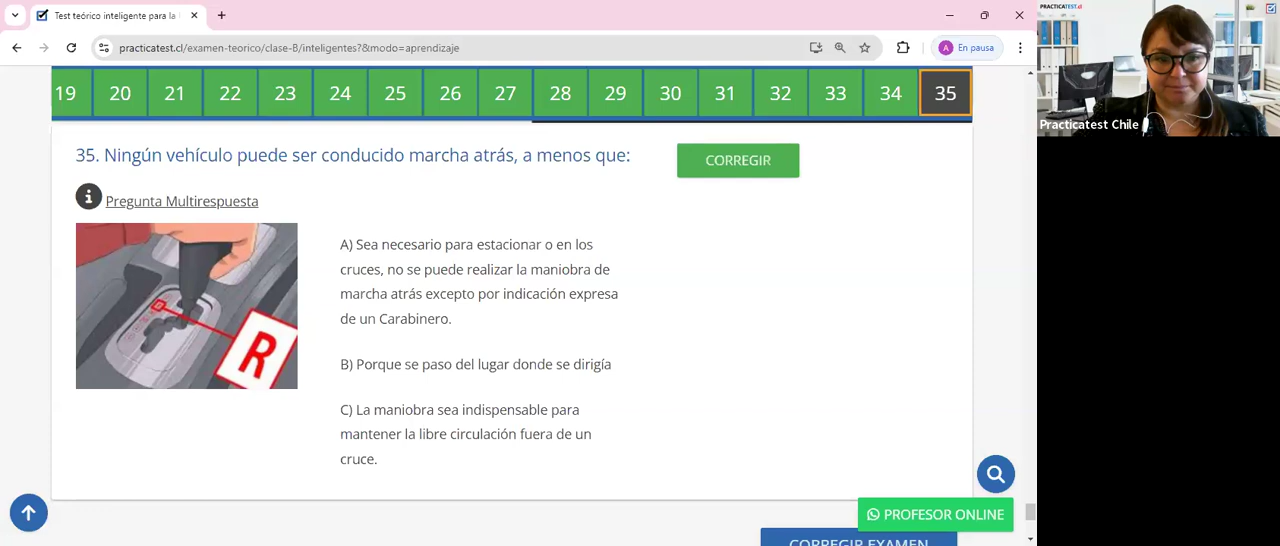 Test teórico inteligente para la
practicatest.cl/examen-teorico/clase-B/inteligentes?&modo=aprendizaje
A
En pausa
PRACTICATEST.cl
Practicatest Chile
19 20 21 22 23 24 25 26 27 28 29 30 31 32 33 34 35
35. Ningún vehículo puede ser conducido marcha atrás, a menos que:
CORREGIR
Pregunta Multirespuesta
R
A) Sea necesario para estacionar o en los
cruces, no se puede realizar la maniobra de
marcha atrás excepto por indicación expresa
de un Carabinero.
B) Porque se paso del lugar donde se dirigía
C) La maniobra sea indispensable para
mantener la libre circulación fuera de un
cruce.
PROFESOR ONLINE
CORREGIR EXAMEN